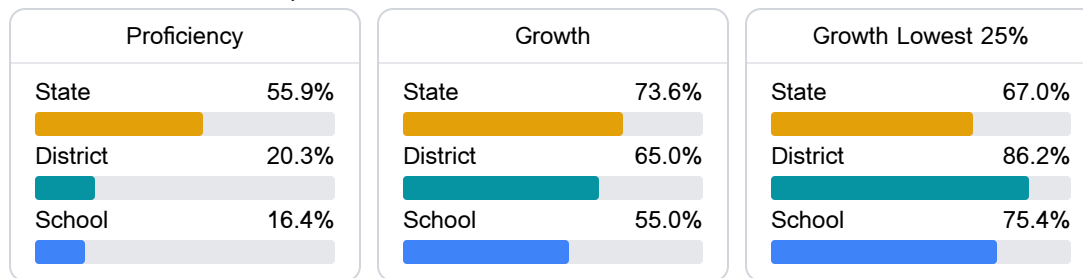 Proficiency
State 55.9%
District 20.3%
School 16.4%
Growth
State 73.6%
District 65.0%
School 55.0%
Growth Lowest 25%
State 67.0%
District 86.2%
School 75.4%